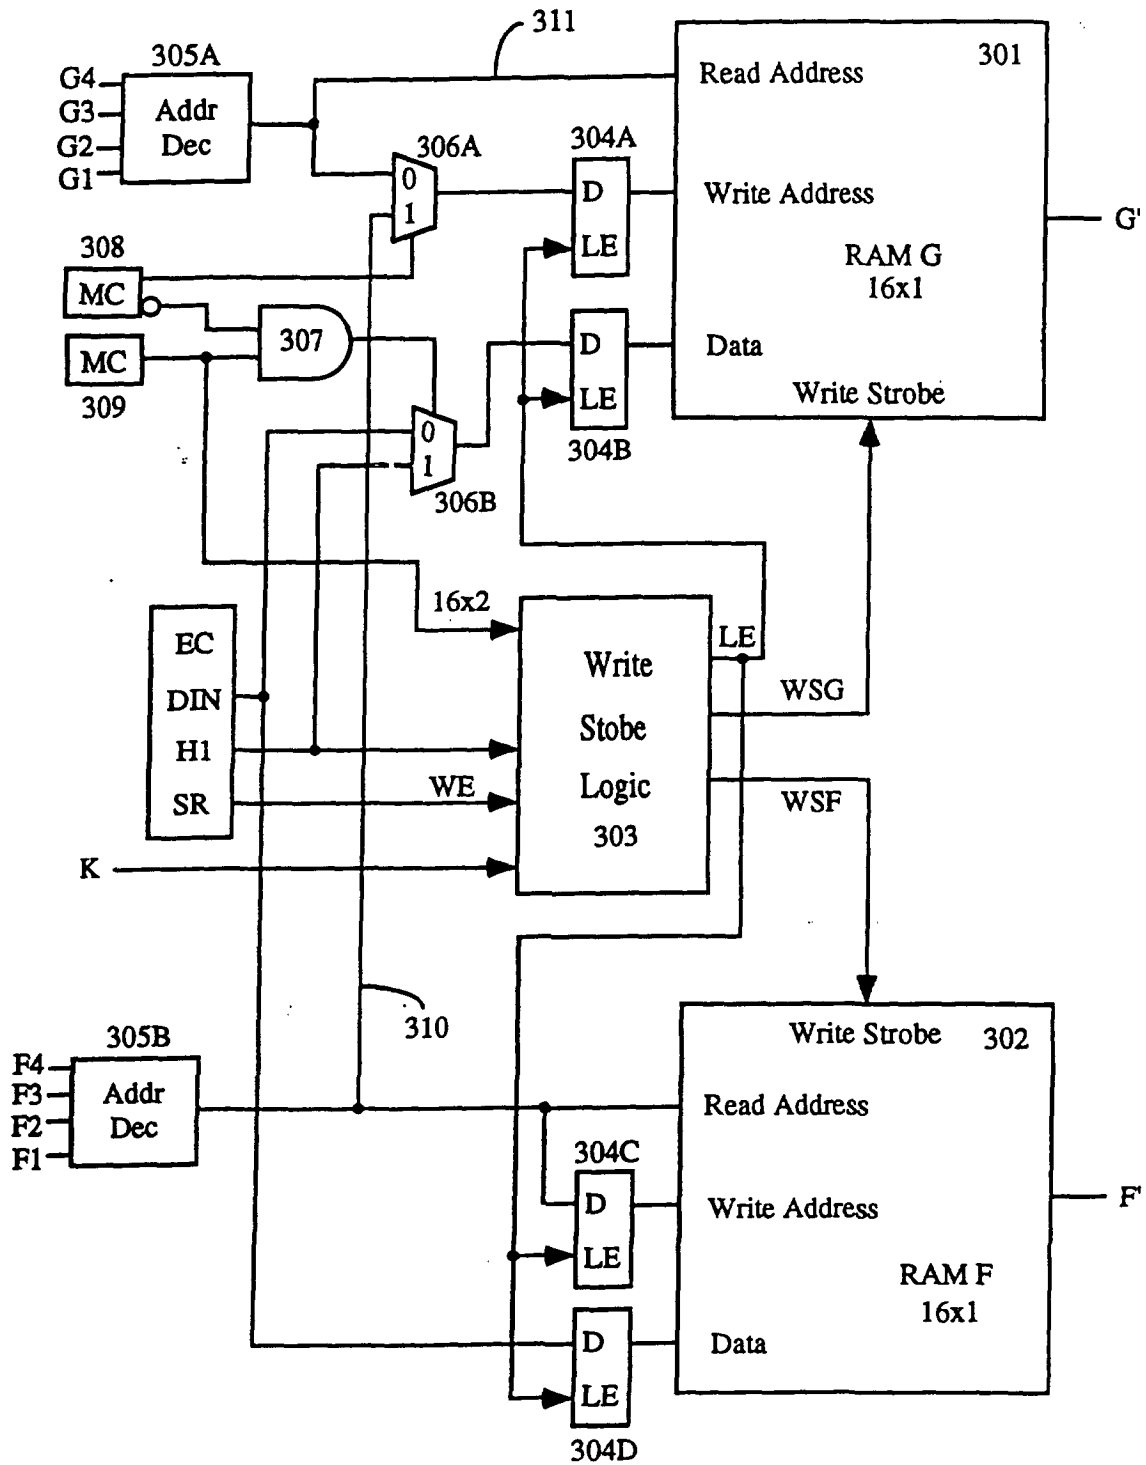 311
305A
301
G4
G3
G2
G1
Addr
Dec
Read Address
306A
0
1
304A
D
LE
Write Address
G'
RAM G
16x1
308
MC
307
MC
309
D
LE
304B
Data
Write Strobe
0
1
306B
16x2
EC
DIN
H1
SR
WE
K
Write
Stobe
Logic
303
LE
WSG
WSF
310
305B
F4
F3
F2
F1
Addr
Dec
Write Strobe
302
Read Address
304C
D
LE
Write Address
F'
RAM F
16x1
D
LE
304D
Data